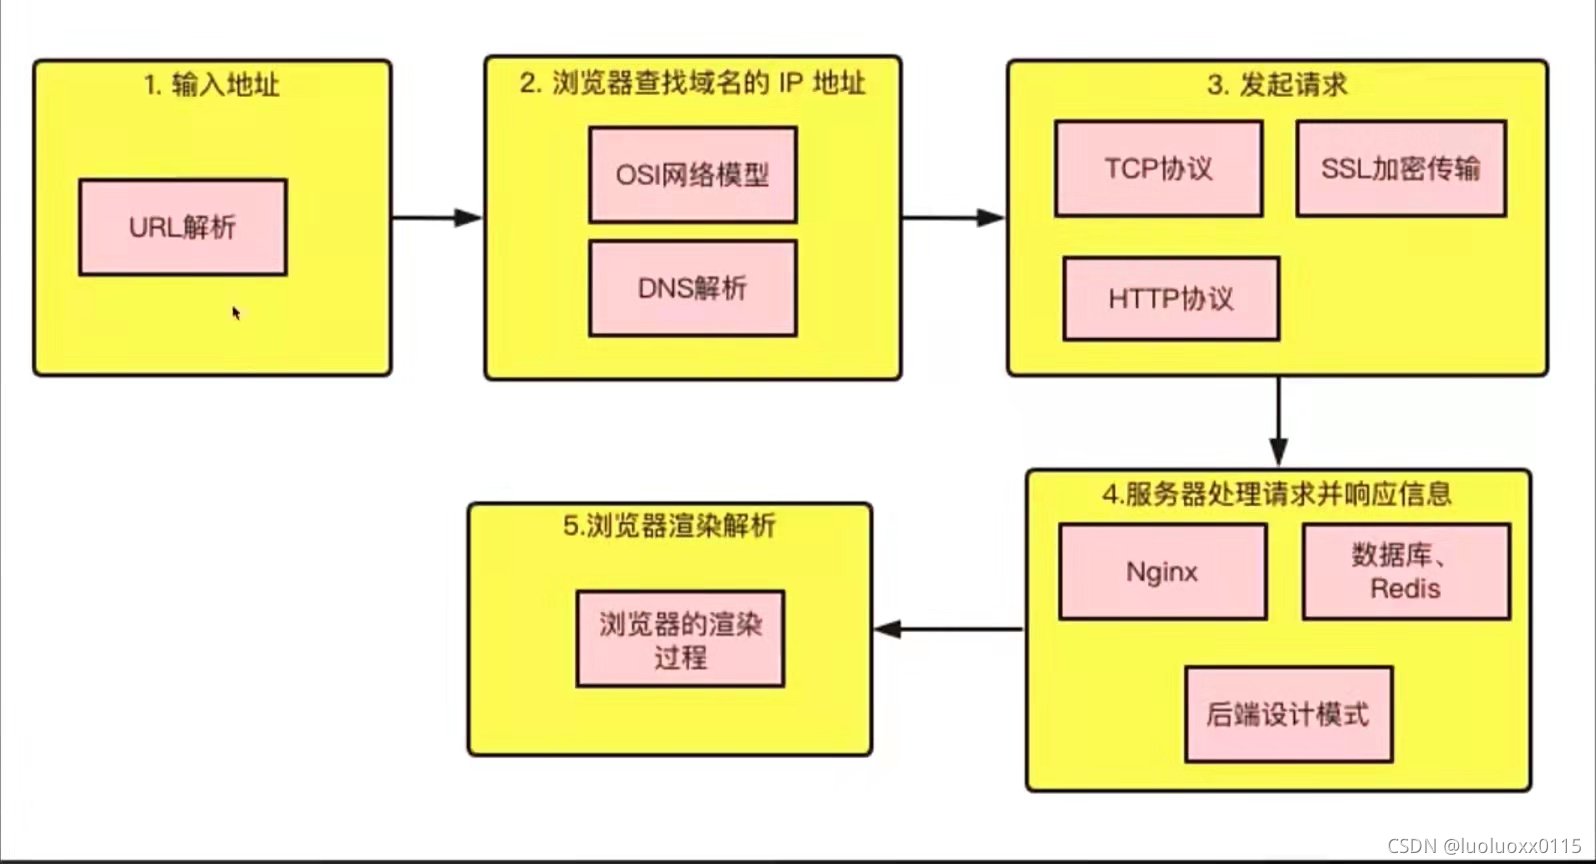 1. 输入地址
URL解析
2. 浏览器查找域名的 IP 地址
OSI网络模型
DNS解析
3. 发起请求
TCP协议
SSL加密传输
HTTP协议
4.服务器处理请求并响应信息
Nginx
数据库、
Redis
后端设计模式
5.浏览器渲染解析
浏览器的渲染
过程
CSDN @luoluoxx0115